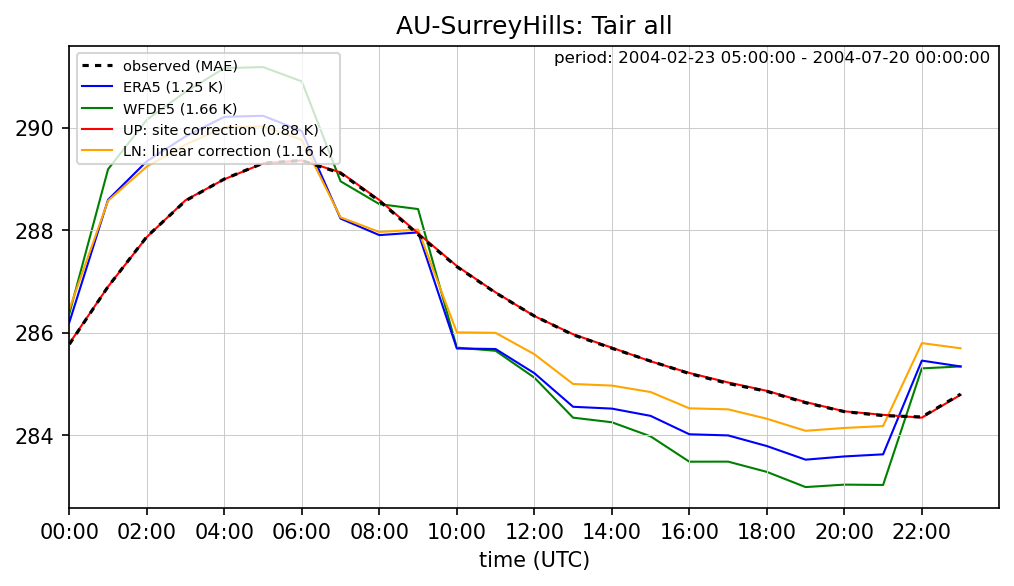 AU-SurreyHills: Tair all
period: 2004-02-23 05:00:00 - 2004-07-20 00:00:00
observed (MAE)
ERA5 (1.25 K)
WFDE5 (1.66 K)
UP: site correction (0.88 K)
LN: linear correction (1.16 K)
290
288
286
284
00:00 02:00 04:00 06:00 08:00 10:00 12:00 14:00 16:00 18:00 20:00 22:00
time (UTC)